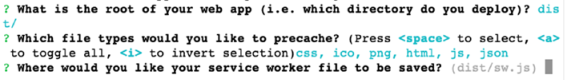 ? What is the root of your web app (i.e. which directory do you deploy)? dis
t/
? Which file types would you like to precache? (Press <space> to select, <a>
to toggle all, <i> to invert selection)css, ico, png, html, js, json
? Where would you like your service worker file to be saved? (dist/sw.js)